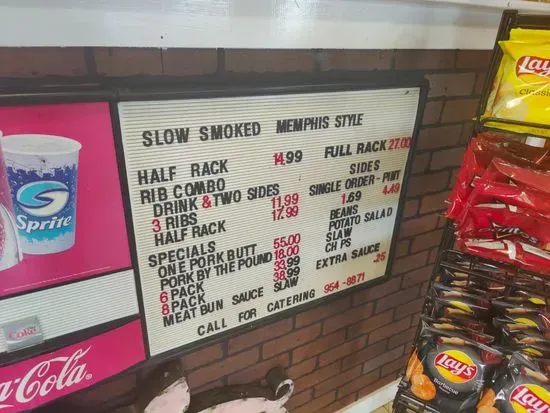 SLOW SMOKED MEMPHIS STYLE
HALF RACK 14.99
RIB COMBO
DRINK & TWO SIDES
3 RIBS 11.99
HALF RACK 17.99
SPECIALS
ONE PORK BUTT 55.00
PORK BY THE POUND 18.00
6 PACK 33.99
8 PACK 38.99
MEAT BUN SAUCE SLAW
CALL FOR CATERING 954-8871
FULL RACK 27.00
SIDES
SINGLE ORDER - PINT
1.69 4.49
BEANS
POTATO SALAD
SLAW
CH PS
EXTRA SAUCE .25
Sprite
Coke
Coca-Cola
Lay's
CLASSIC
Lay's
Barbecue
Lay's